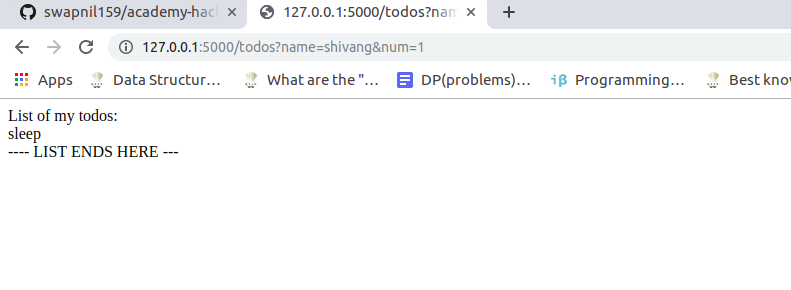 swapnil159/academy-hac
127.0.0.1:5000/todos?nam
127.0.0.1:5000/todos?name=shivang&num=1
Apps Data Structur... What are the "... DP(problems)... iβ Programming... Best know
List of my todos:
sleep
---- LIST ENDS HERE ---